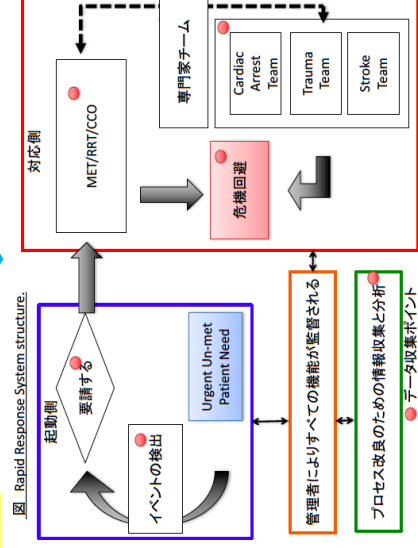 図 Rapid Response System structure.
起動側
要請する
イベントの検出
Urgent Un-met
Patient Need
対応側
MET/RRT/CCO
危機回避
専門家チーム
Cardiac
Arrest
Team
Trauma
Team
Stroke
Team
管理者によりすべての機能が監督される
プロセス改良のための情報収集と分析
データ収集ポイント